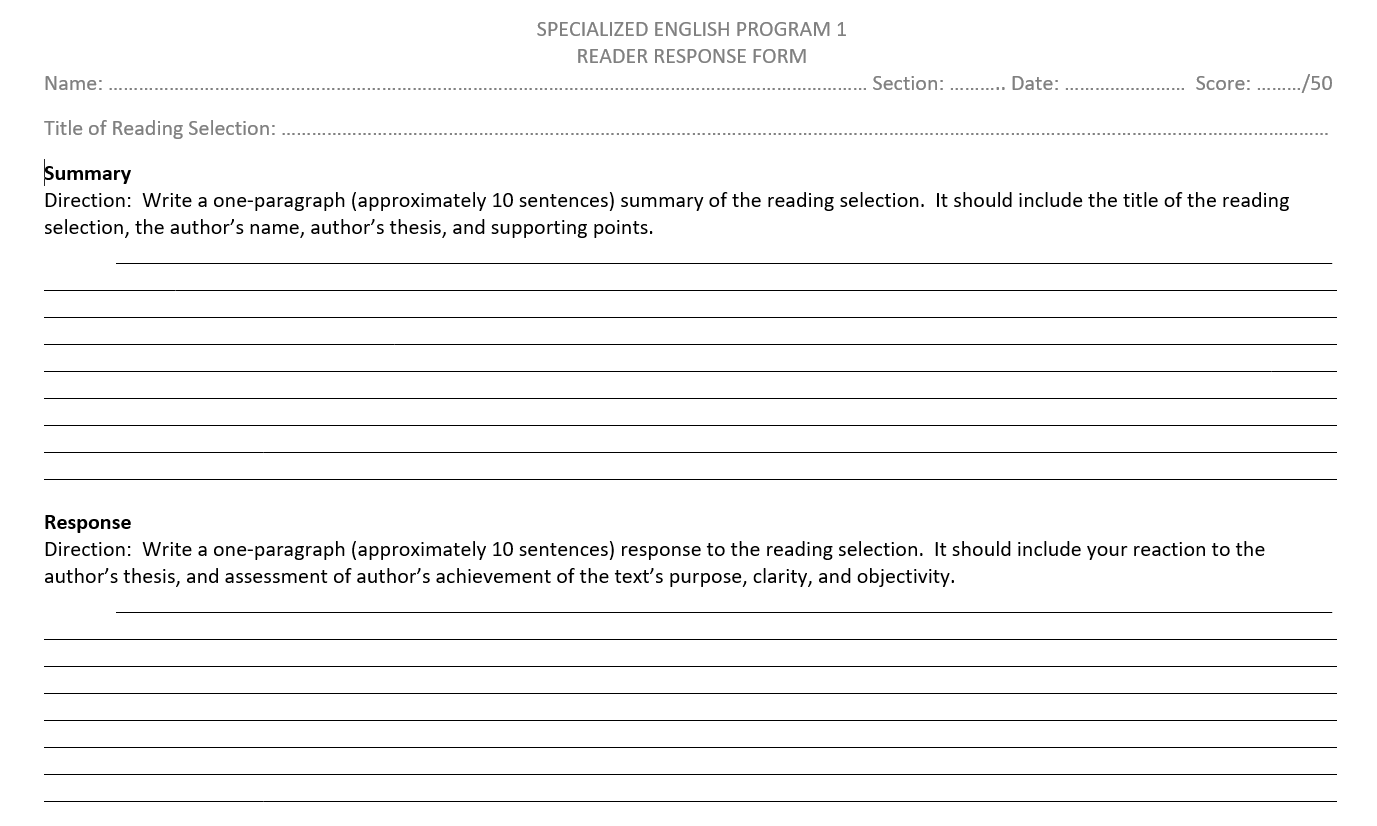 SPECIALIZED ENGLISH PROGRAM 1
READER RESPONSE FORM
Name: ........................................................................................................................ Section: .......... Date: ........................ Score: ........./50
Title of Reading Selection: ........................................................................................................................................................................
Summary
Direction:  Write a one-paragraph (approximately 10 sentences) summary of the reading selection.  It should include the title of the reading
selection, the author’s name, author’s thesis, and supporting points.
Response
Direction:  Write a one-paragraph (approximately 10 sentences) response to the reading selection.  It should include your reaction to the
author’s thesis, and assessment of author’s achievement of the text’s purpose, clarity, and objectivity.